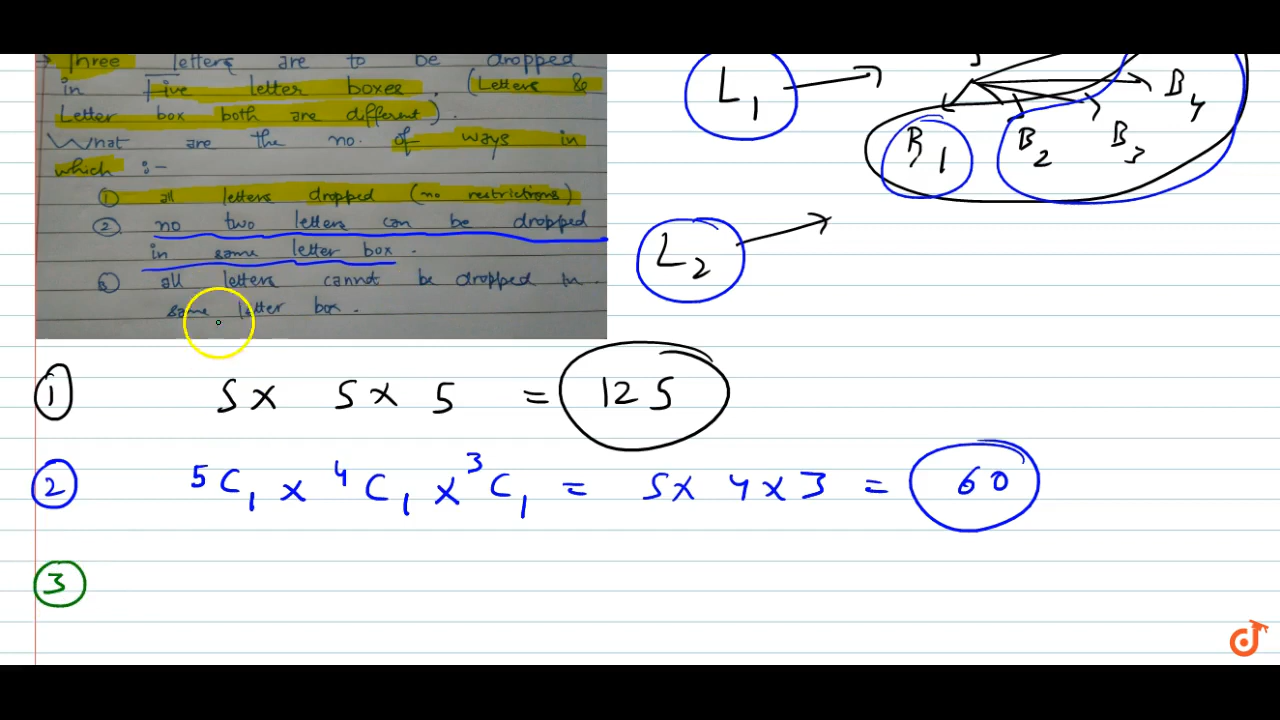 Three letters are to be dropped
in Five letter boxes (Letters &
Letter box both are different).
What are the no. of ways in
which :-
① all letters dropped (no restrictions)
② no two letters can be dropped
in same letter box.
③ all letters cannot be dropped in
same letter box.
L1
B1 B2 B3 B4
L2
① 5 × 5 × 5 = 125
② ⁵C₁ × ⁴C₁ × ³C₁ = 5 × 4 × 3 = 60
③